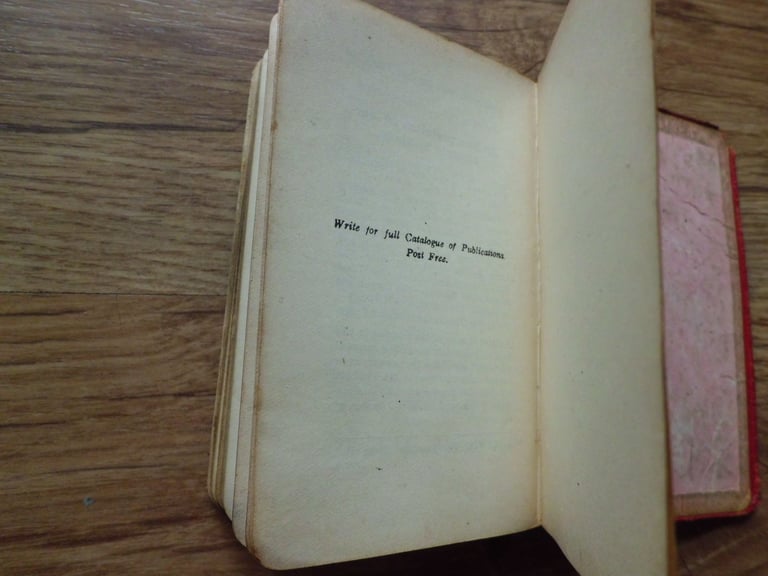 Write for full Catalogue of Publications.
Post Free.